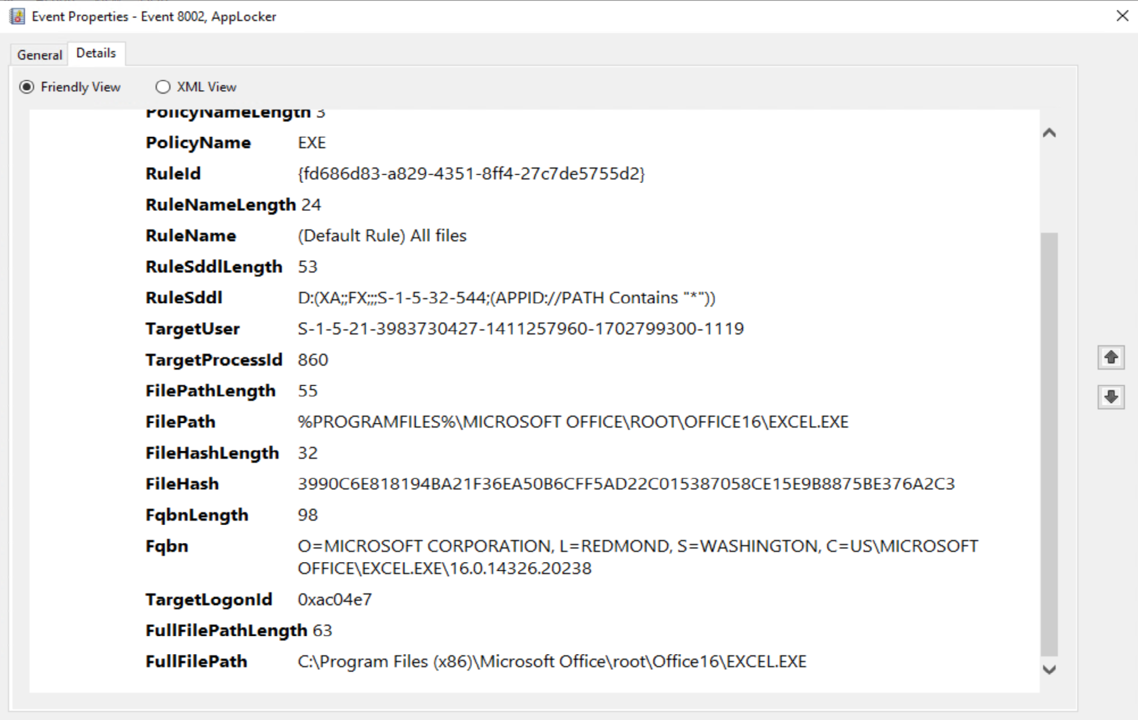 Event Properties - Event 8002, AppLocker
General Details
Friendly View XML View
PolicyNameLength 3
PolicyName EXE
RuleId {fd686d83-a829-4351-8ff4-27c7de5755d2}
RuleNameLength 24
RuleName (Default Rule) All files
RuleSddlLength 53
RuleSddl D:(XA;;FX;;;S-1-5-32-544;(APPID://PATH Contains "*"))
TargetUser S-1-5-21-3983730427-1411257960-1702799300-1119
TargetProcessId 860
FilePathLength 55
FilePath %PROGRAMFILES%\MICROSOFT OFFICE\ROOT\OFFICE16\EXCEL.EXE
FileHashLength 32
FileHash 3990C6E818194BA21F36EA50B6CFF5AD22C015387058CE15E9B8875BE376A2C3
FqbnLength 98
Fqbn O=MICROSOFT CORPORATION, L=REDMOND, S=WASHINGTON, C=US\MICROSOFT
OFFICE\EXCEL.EXE\16.0.14326.20238
TargetLogonId 0xac04e7
FullFilePathLength 63
FullFilePath C:\Program Files (x86)\Microsoft Office\root\Office16\EXCEL.EXE